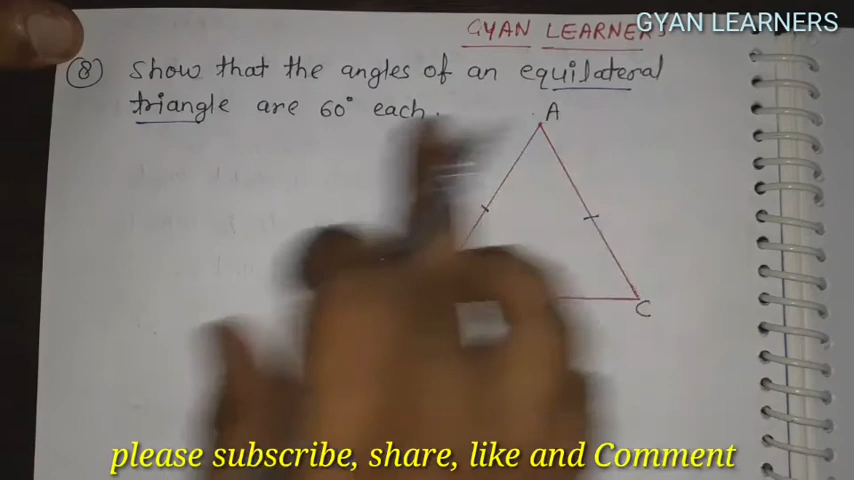 GYAN LEARNERS
GYAN LEARNERS
(8) Show that the angles of an equilateral
triangle are 60° each.
A
C
please subscribe, share, like and Comment